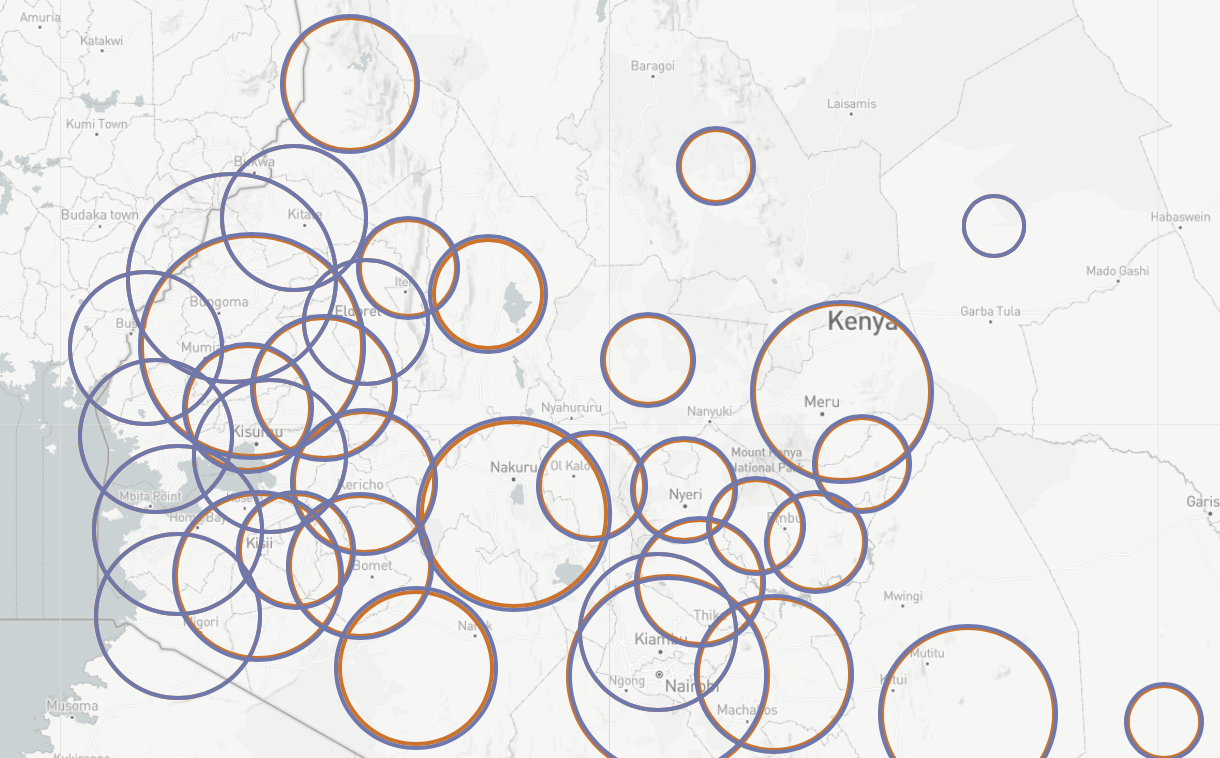 Amuria
Katakwi
Baragoi
Laisamis
Kumi Town
Bukwa
Budaka town
Kitale
Habaswein
Mado Gashi
Iten
Bungoma
Eldoret
Garba Tula
Kenya
Mumias
Meru
Nyahururu
Nanyuki
Kisumu
Mount Kenya
National Park
Nakuru
Ol Kalou
Kericho
Mbita Point
Nyeri
Garis
Homa Bay
Embu
Kisii
Bomet
Mwingi
Migori
Thika
Narok
Kiambu
Mutitu
Ngong
Nairobi
Kitui
Musoma
Machakos